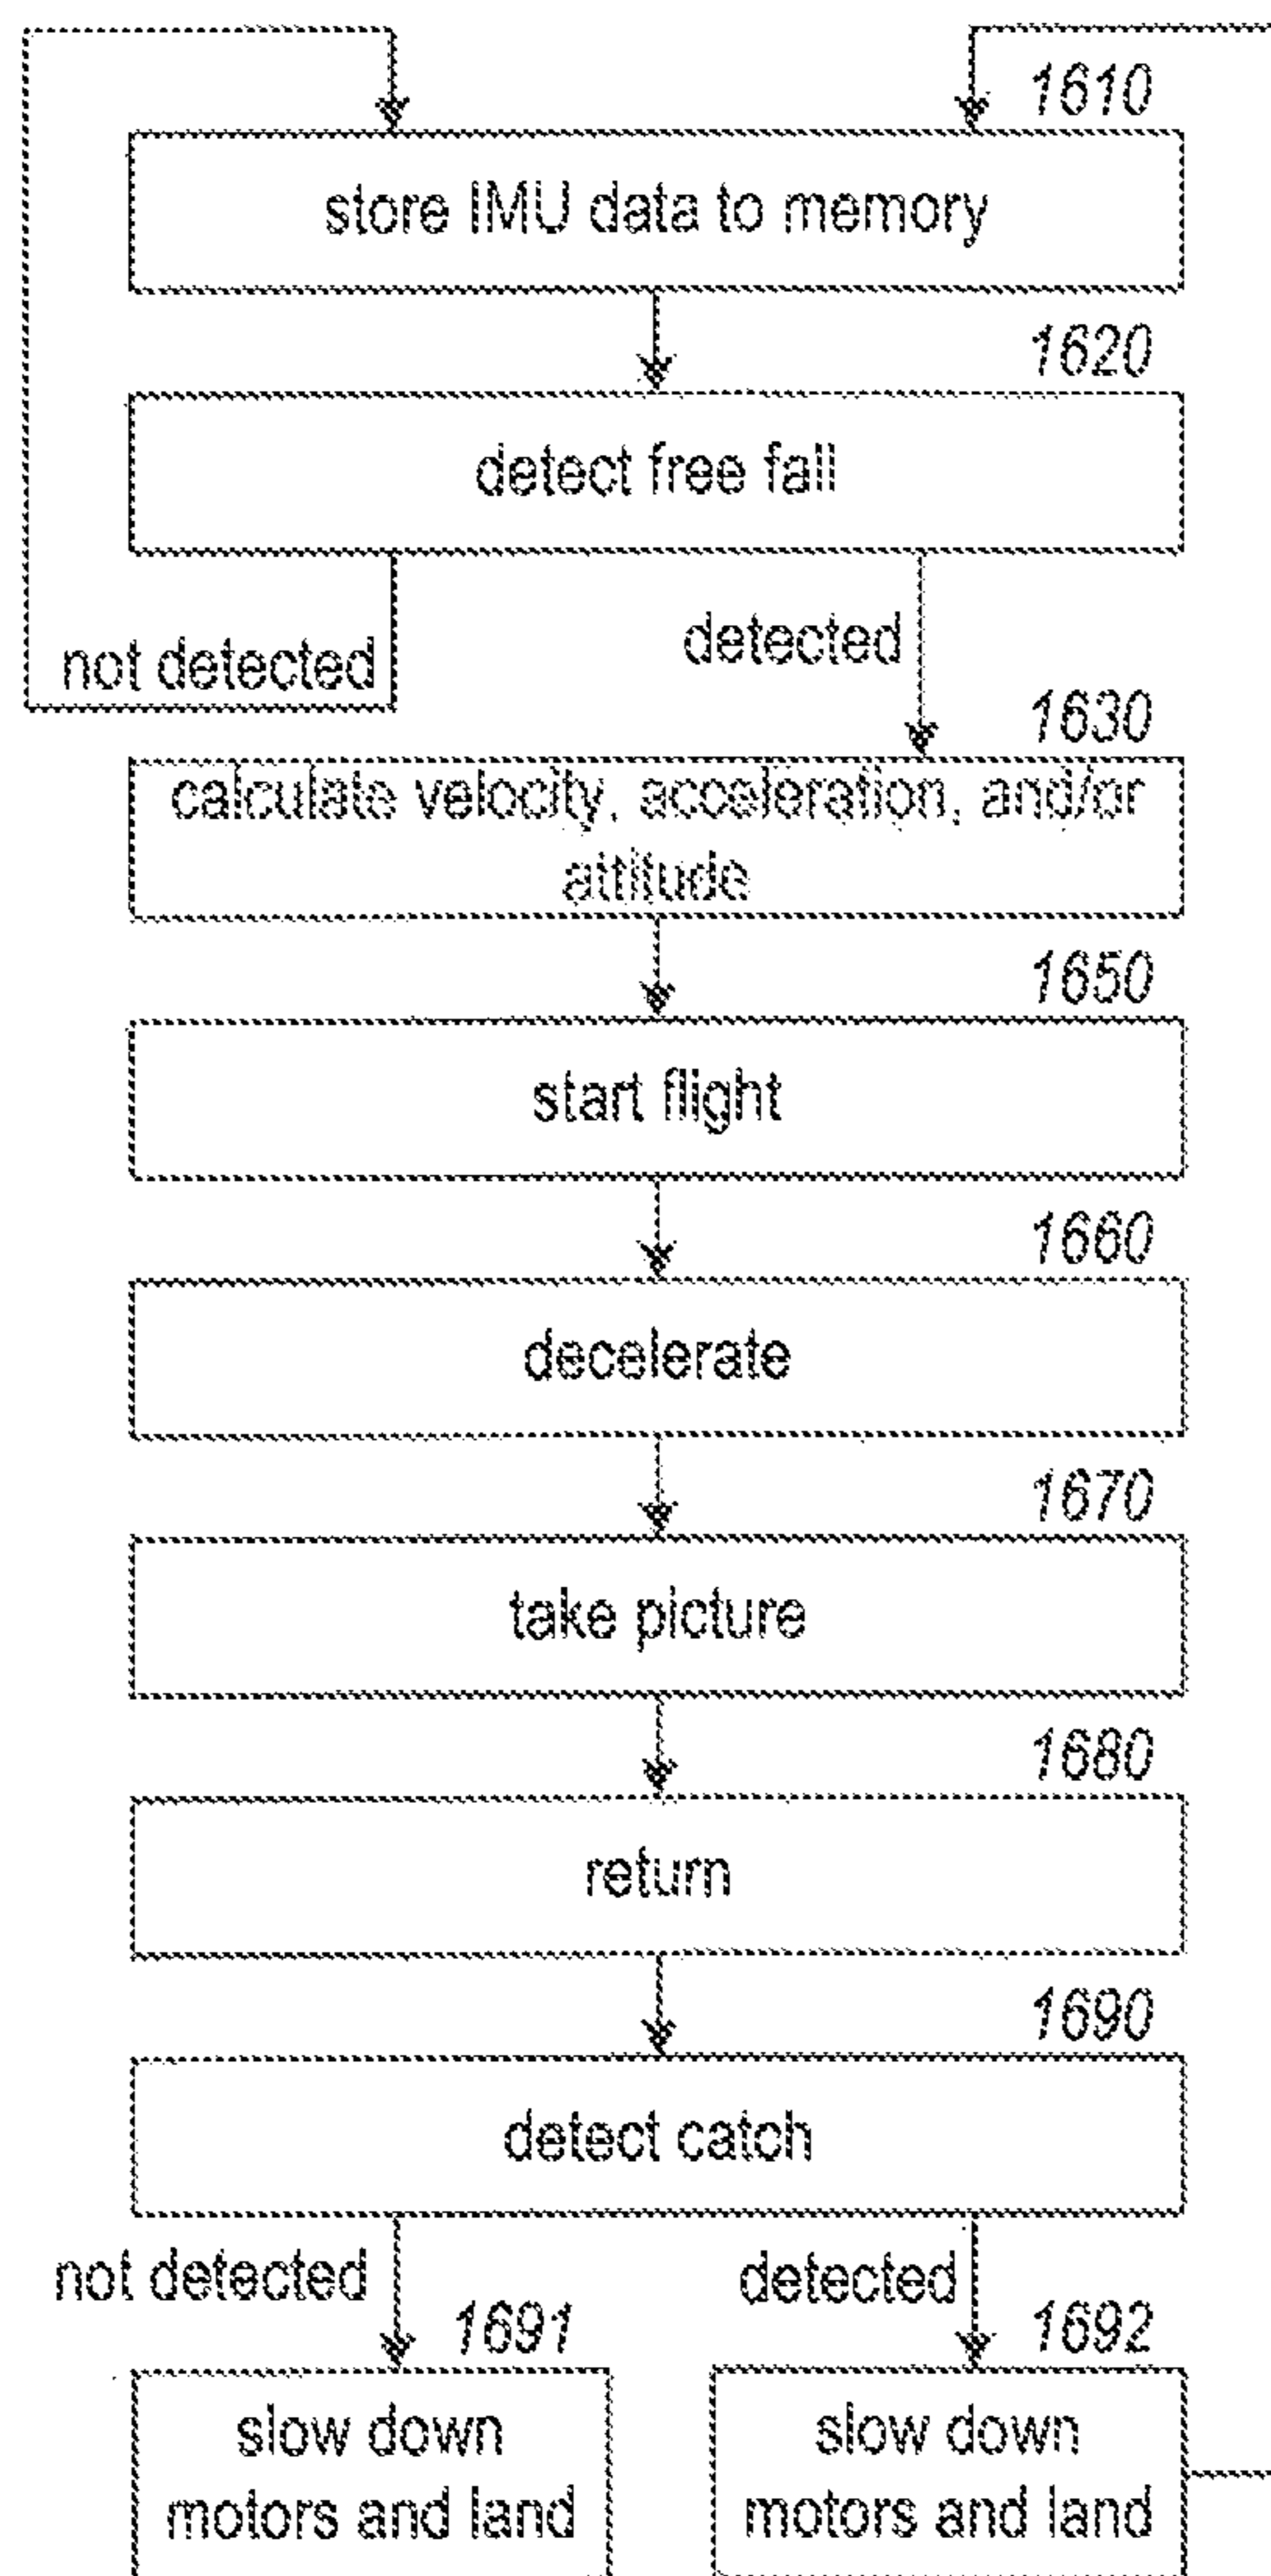 1610
store IMU data to memory
1620
detect free fall
not detected
detected
1630
calculate velocity, acceleration, and/or
attitude
1650
start flight
1660
decelerate
1670
take picture
1680
return
1690
detect catch
not detected
detected
1691
1692
slow down
motors and land
slow down
motors and land